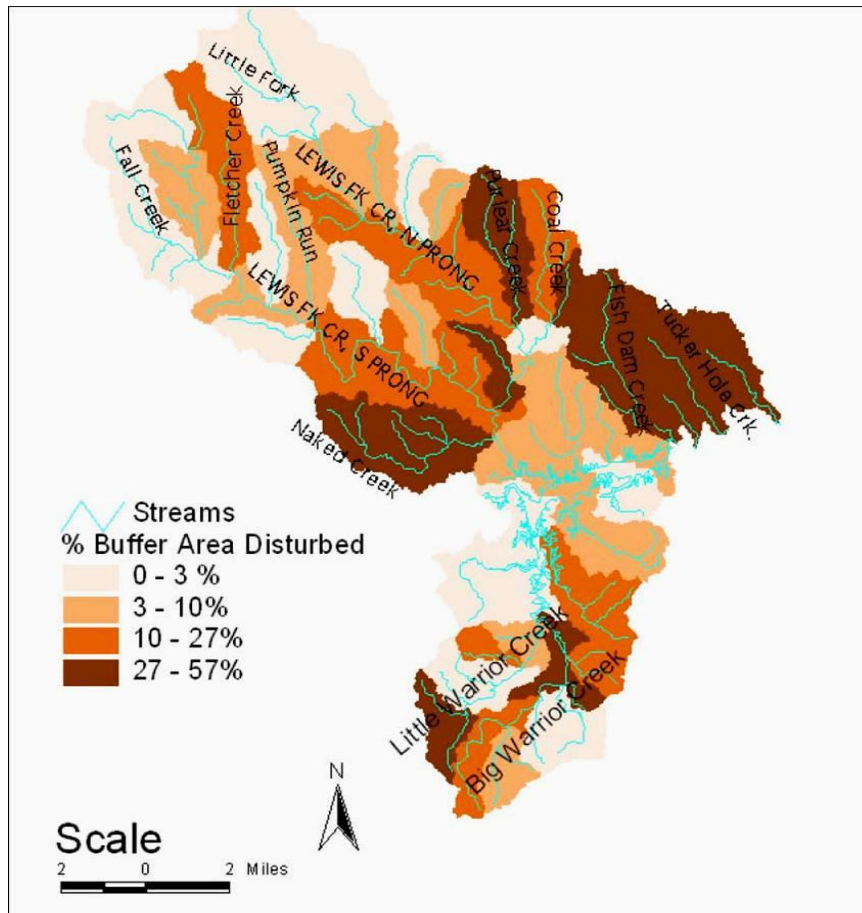 Little Fork
Fletcher Creek
Fall Creek
Pumpkin Run
LEWIS FK CR, N PRONG
Purlear Creek
Coal Creek
LEWIS FK CR, S PRONG
Fish Dam Creek
Tucker Hole Crk.
Naked Creek
Streams
% Buffer Area Disturbed
0 - 3 %
3 - 10%
10 - 27%
27 - 57%
Little Warrior Creek
Big Warrior Creek
N
Scale
2 0 2 Miles